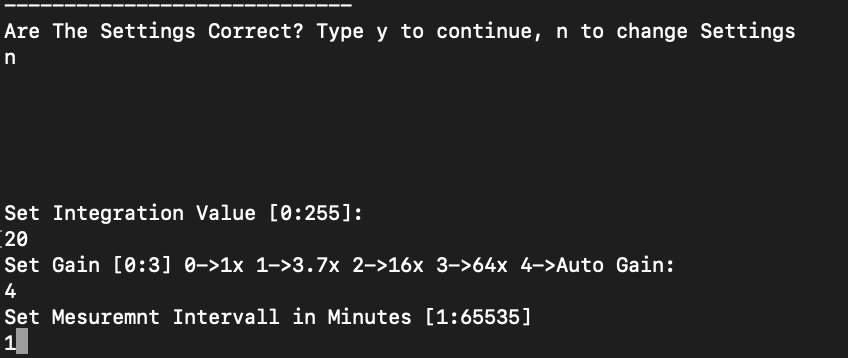 -----------------------------
Are The Settings Correct? Type y to continue, n to change Settings
n
Set Integration Value [0:255]:
20
Set Gain [0:3] 0->1x 1->3.7x 2->16x 3->64x 4->Auto Gain:
4
Set Mesuremnt Intervall in Minutes [1:65535]
1